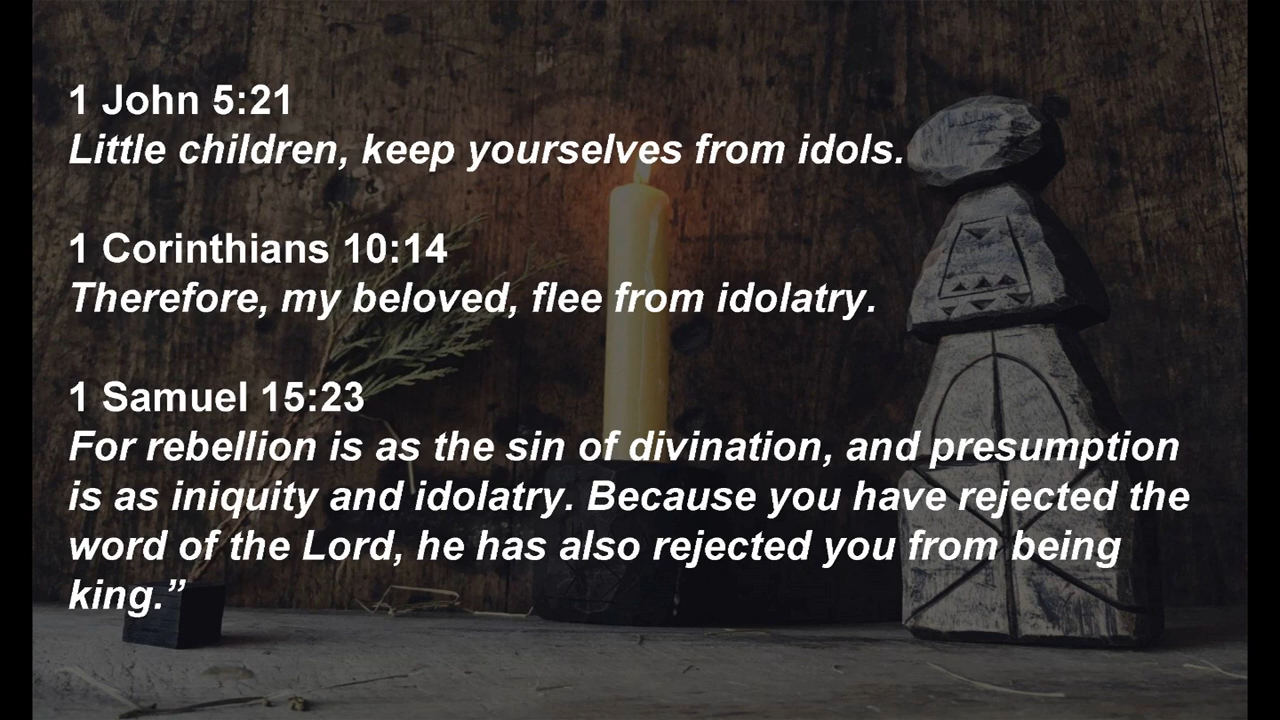 1 John 5:21
Little children, keep yourselves from idols.
1 Corinthians 10:14
Therefore, my beloved, flee from idolatry.
1 Samuel 15:23
For rebellion is as the sin of divination, and presumption
is as iniquity and idolatry. Because you have rejected the
word of the Lord, he has also rejected you from being
king.”